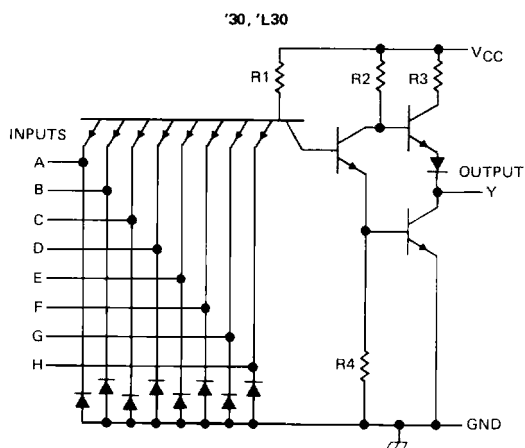 '30, 'L30
VCC
R1
R2
R3
INPUTS
A
OUTPUT
B
Y
C
D
E
F
G
H
R4
GND